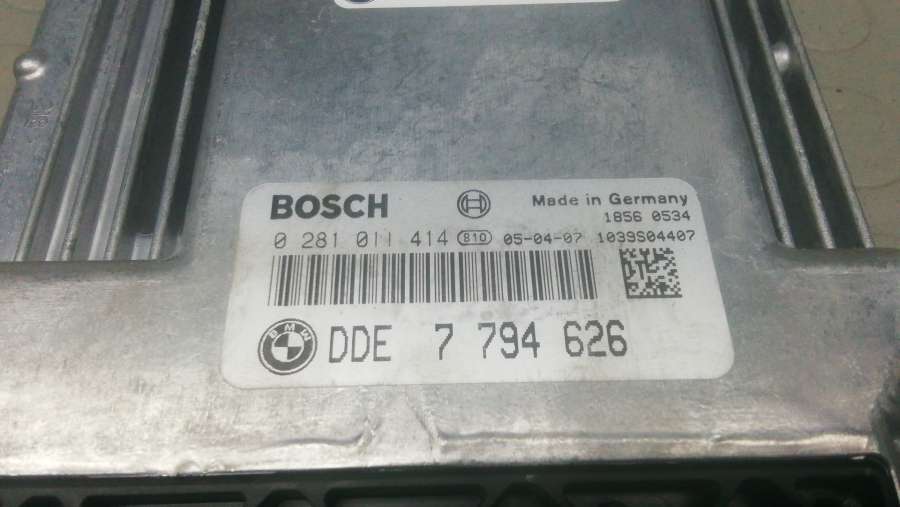 BOSCH Made in Germany
1856 0534
0 281 011 414 B10 05-04-07 1039S04407
BMW DDE 7 794 626